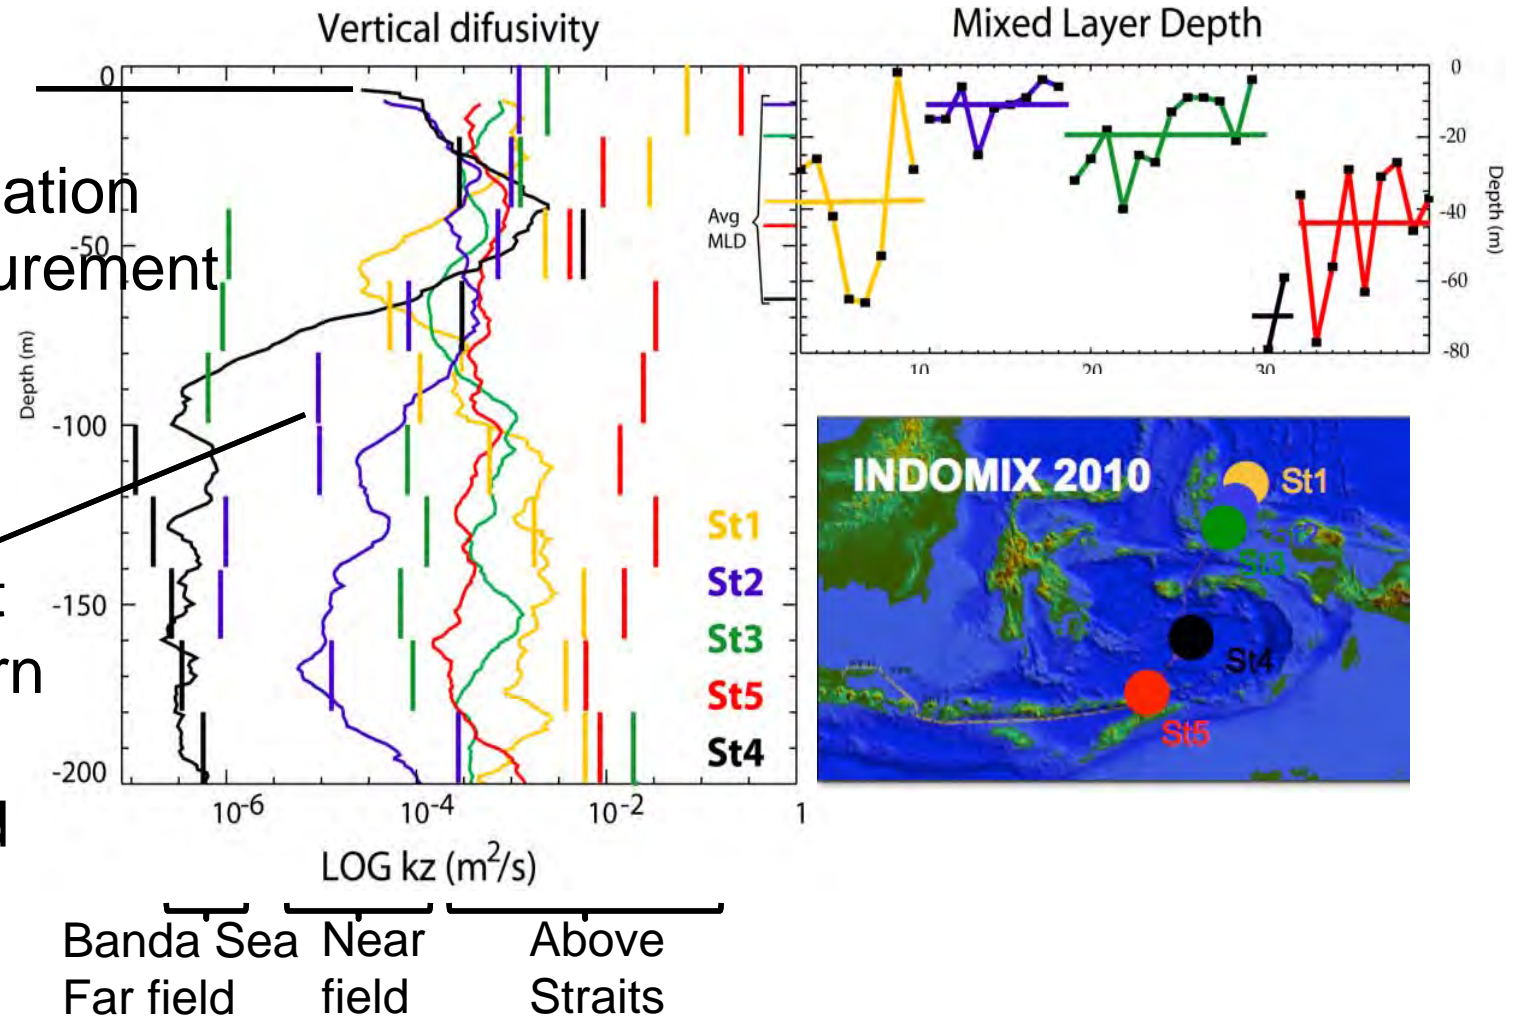 Vertical difusivity
Mixed Layer Depth
0
-50
-100
-150
-200
Depth (m)
ation
urement
t
rn
d
Avg
MLD
St1
St2
St3
St5
St4
10-6
10-4
10-2
1
LOG kz (m2/s)
Banda Sea
Far field
Near
field
Above
Straits
0
-20
-40
-60
-80
Depth (m)
10
20
30
INDOMIX 2010
St1
St3
St4
St5